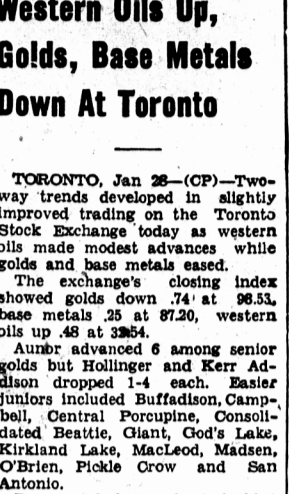 Western Oils Up,
Golds, Base Metals
Down At Toronto
TORONTO, Jan 28—(CP)—Two-
way trends developed in slightly
improved trading on the Toronto
Stock Exchange today as western
oils made modest advances while
golds and base metals eased.
The exchange's closing index
showed golds down .74 at 96.53,
base metals .25 at 87.20, western
oils up .48 at
Aunor advanced 6 among senior
golds but Hollinger and Kerr Ad-
dison dropped 1-4 each. Easier
juniors included Buffadison, Camp-
bell, Central Porcupine, Consoli-
dated Beattie, Giant, God's Lake,
Kirkland Lake, MacLeod, Madsen,
O'Brien, Pickle Crow and San
Antonio.